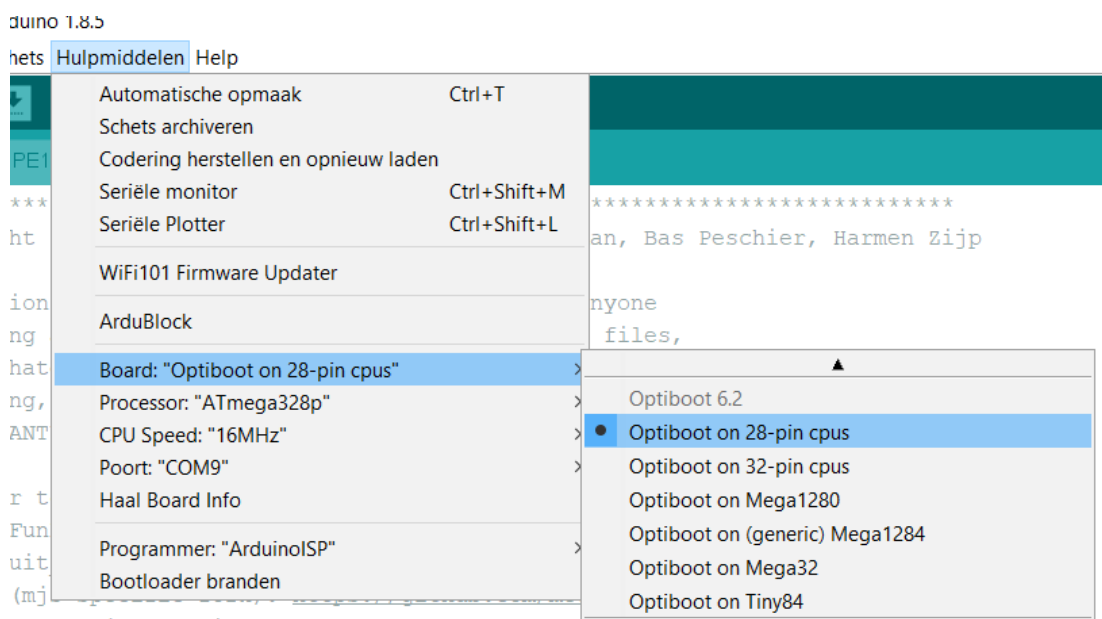 duino 1.8.5
hets Hulpmiddelen Help
Automatische opmaak Ctrl+T
Schets archiveren
PE1 Codering herstellen en opnieuw laden
*** Seriële monitor Ctrl+Shift+M ***************************
ht Seriële Plotter Ctrl+Shift+L an, Bas Peschier, Harmen Zijp
WiFi101 Firmware Updater
ion nyone
ng ArduBlock files,
hat Board: "Optiboot on 28-pin cpus"
ng, Processor: "ATmega328p" Optiboot 6.2
ANT CPU Speed: "16MHz" Optiboot on 28-pin cpus
Poort: "COM9" Optiboot on 32-pin cpus
r t Haal Board Info Optiboot on Mega1280
Fun Optiboot on (generic) Mega1284
uit Programmer: "ArduinoISP" Optiboot on Mega32
(mj Bootloader branden Optiboot on Tiny84